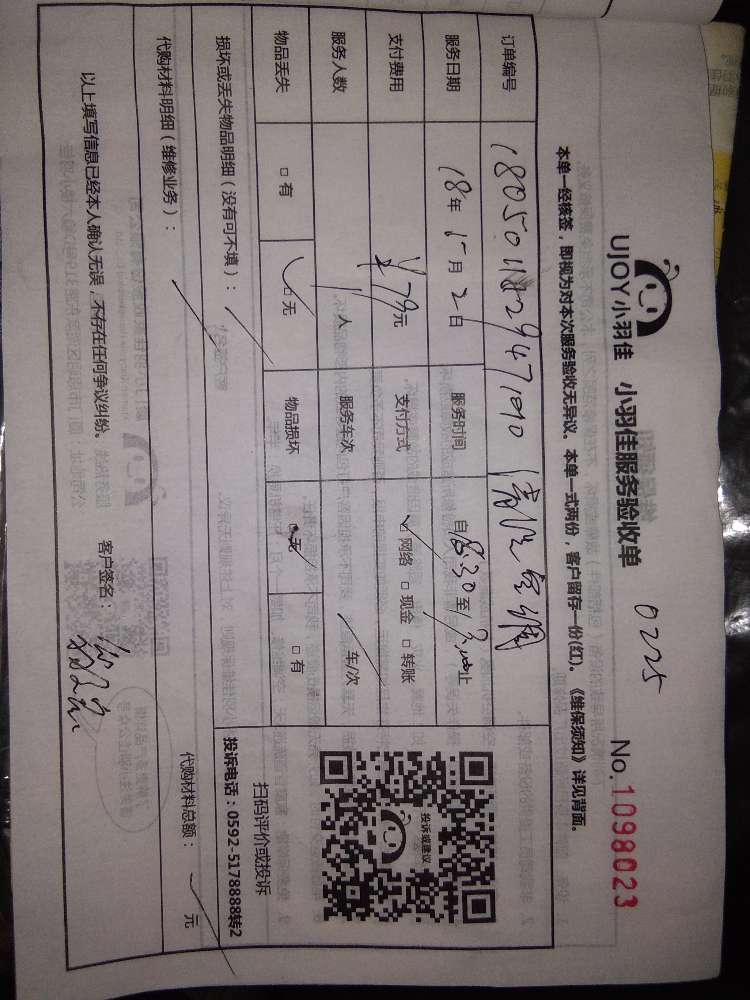 UJOY小羽佳 小羽佳服务验收单 0225 No.1098023
本单一经核签，即视为对本次服务验收无异议。本单一式两份，客户留存一份(红)。《维保须知》详见背面。
订单编号
服务日期 18年 5月 2日 服务时间 自 8:30 至 止
支付费用 ¥79元 支付方式 ☑ 网络 □ 现金 □ 转账
服务人数 1 人 服务车次 车/次
物品丢失 □ 有 ☑ 无 物品损坏 ☑ 无 □ 有
投诉或建议
扫码评价或投诉
投诉电话：0592-5178888转2
损坏或丢失物品明细（没有可不填）：
代购材料明细（维修业务）： 代购材料总额： 元
以上填写信息已经本人确认无误，不存在任何争议纠纷。 客户签名：